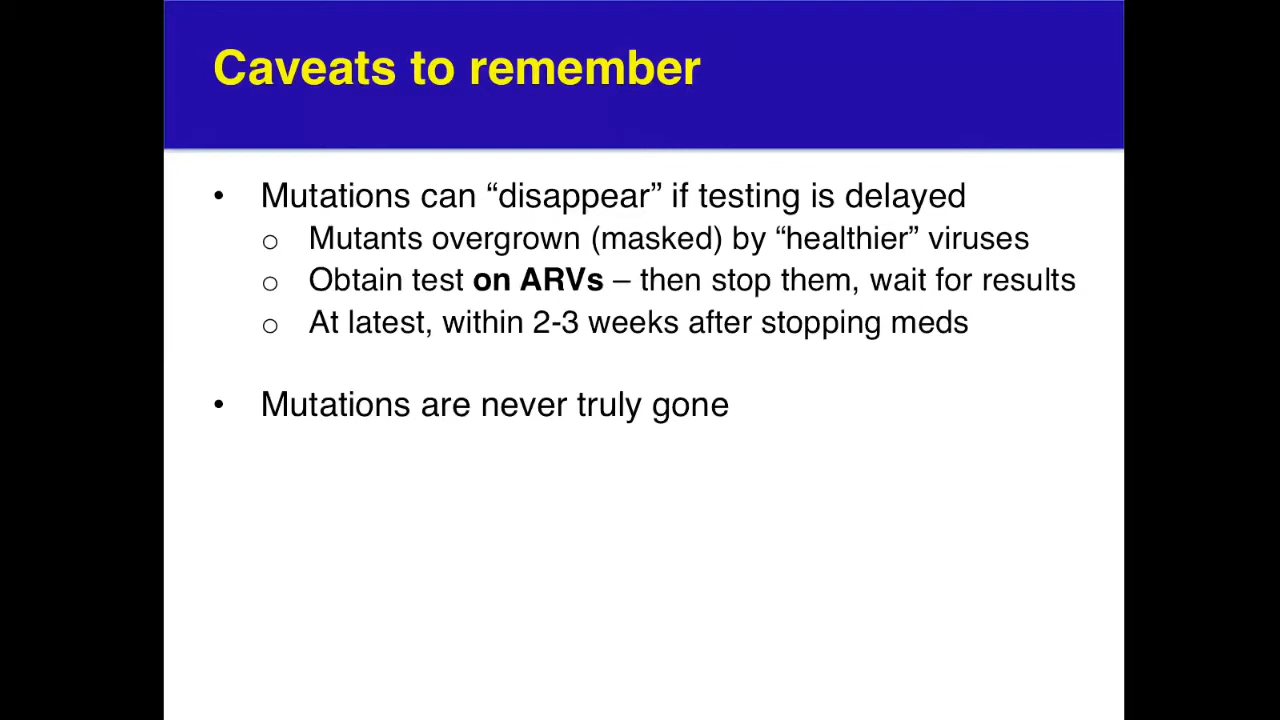 Caveats to remember
• Mutations can “disappear” if testing is delayed
o Mutants overgrown (masked) by “healthier” viruses
o Obtain test on ARVs – then stop them, wait for results
o At latest, within 2-3 weeks after stopping meds
• Mutations are never truly gone